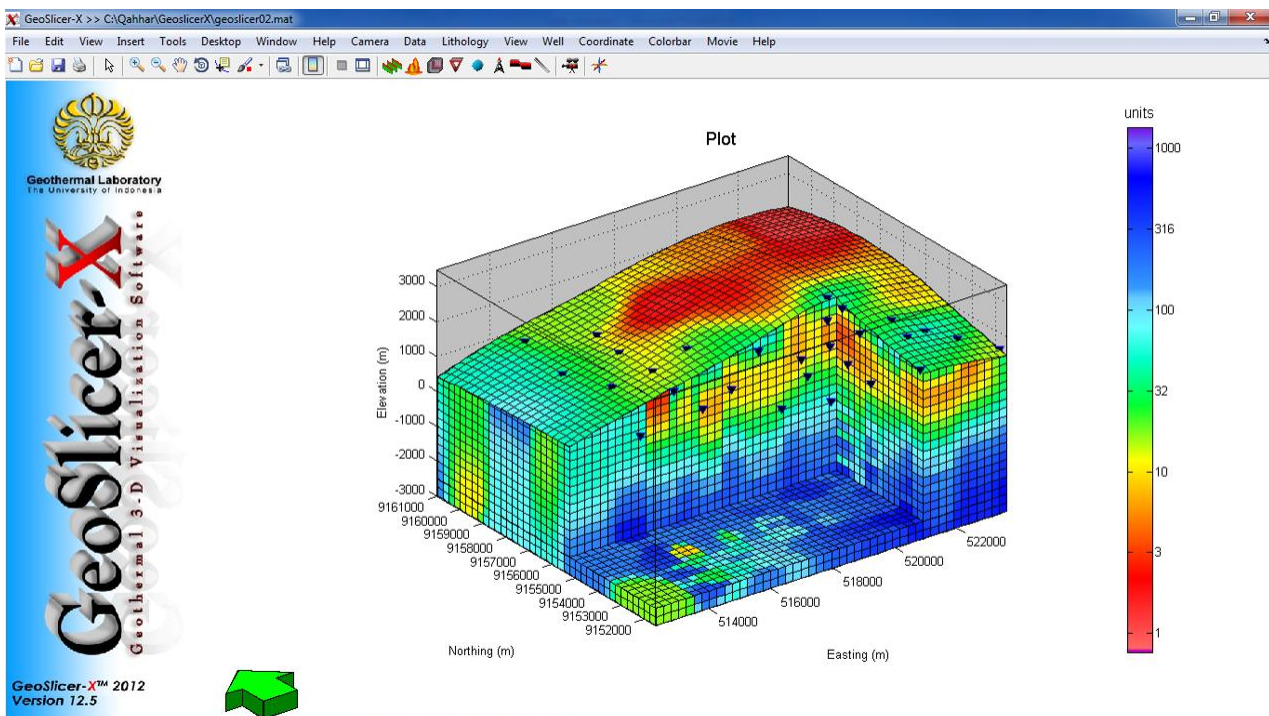 GeoSlicer-X >> C:\Qahhar\GeoslicerX\geoslicer02.mat
File Edit View Insert Tools Desktop Window Help Camera Data Lithology View Well Coordinate Colorbar Movie Help
Geothermal Laboratory
The University of Indonesia
GeoSlicer-X
Geothermal 3-D Visualization Software
GeoSlicer-X™ 2012
Version 12.5
Plot
Elevation (m)
3000
2000
1000
0
-1000
-2000
-3000
9161000
9160000
9159000
9158000
9157000
9156000
9155000
9154000
9153000
9152000
Northing (m)
514000
516000
518000
520000
522000
Easting (m)
units
1000
316
100
32
10
3
1